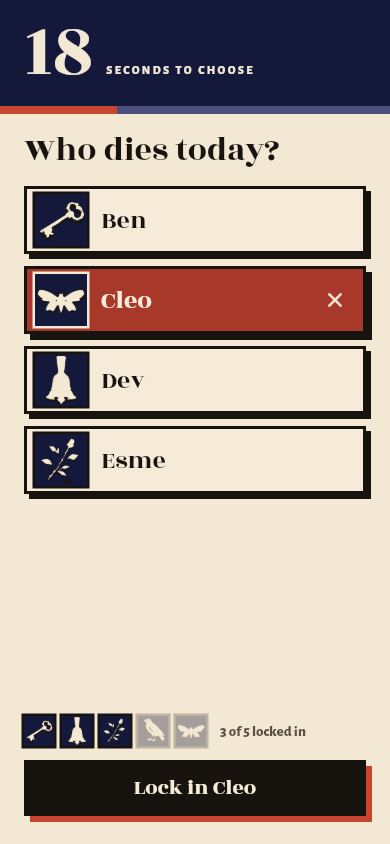 18 SECONDS TO CHOOSE
Who dies today?
Ben
Cleo ✕
Dev
Esme
3 of 5 locked in
Lock in Cleo